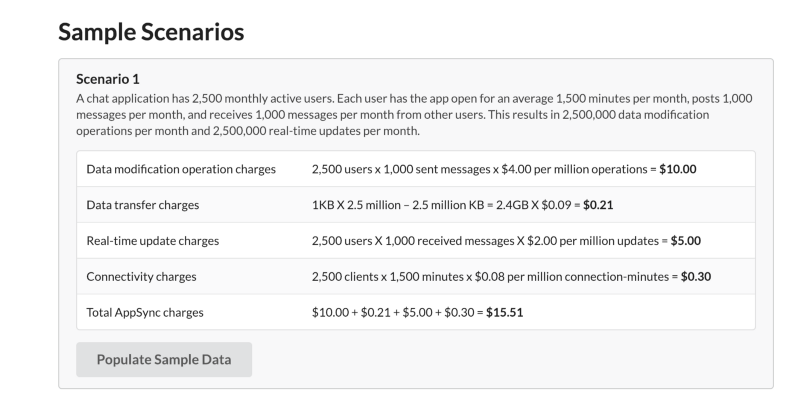 Sample Scenarios
Scenario 1
A chat application has 2,500 monthly active users. Each user has the app open for an average 1,500 minutes per month, posts 1,000
messages per month, and receives 1,000 messages per month from other users. This results in 2,500,000 data modification
operations per month and 2,500,000 real-time updates per month.
Data modification operation charges 2,500 users x 1,000 sent messages x $4.00 per million operations = $10.00
Data transfer charges 1KB X 2.5 million – 2.5 million KB = 2.4GB X $0.09 = $0.21
Real-time update charges 2,500 users X 1,000 received messages X $2.00 per million updates = $5.00
Connectivity charges 2,500 clients x 1,500 minutes x $0.08 per million connection-minutes = $0.30
Total AppSync charges $10.00 + $0.21 + $5.00 + $0.30 = $15.51
Populate Sample Data